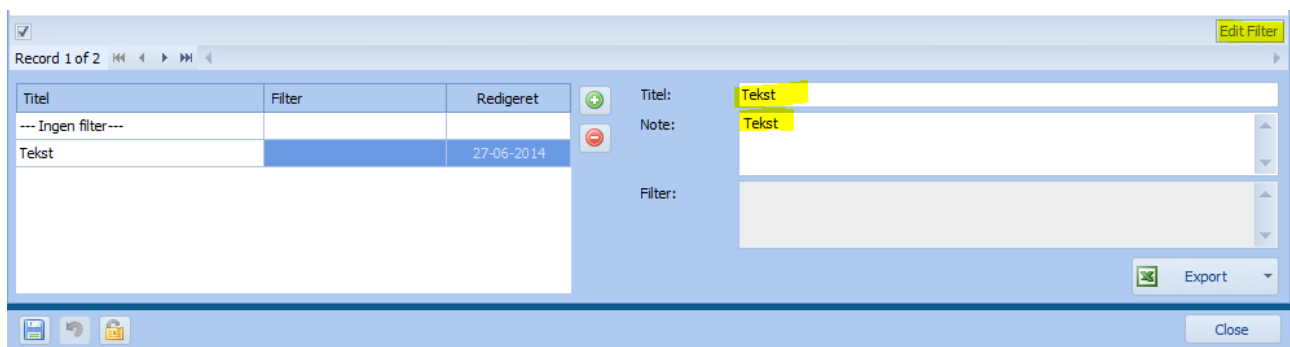 Edit Filter
Record 1 of 2
Titel Filter Redigeret
--- Ingen filter---
Tekst 27-06-2014
Titel: Tekst
Note: Tekst
Filter:
Export
Close